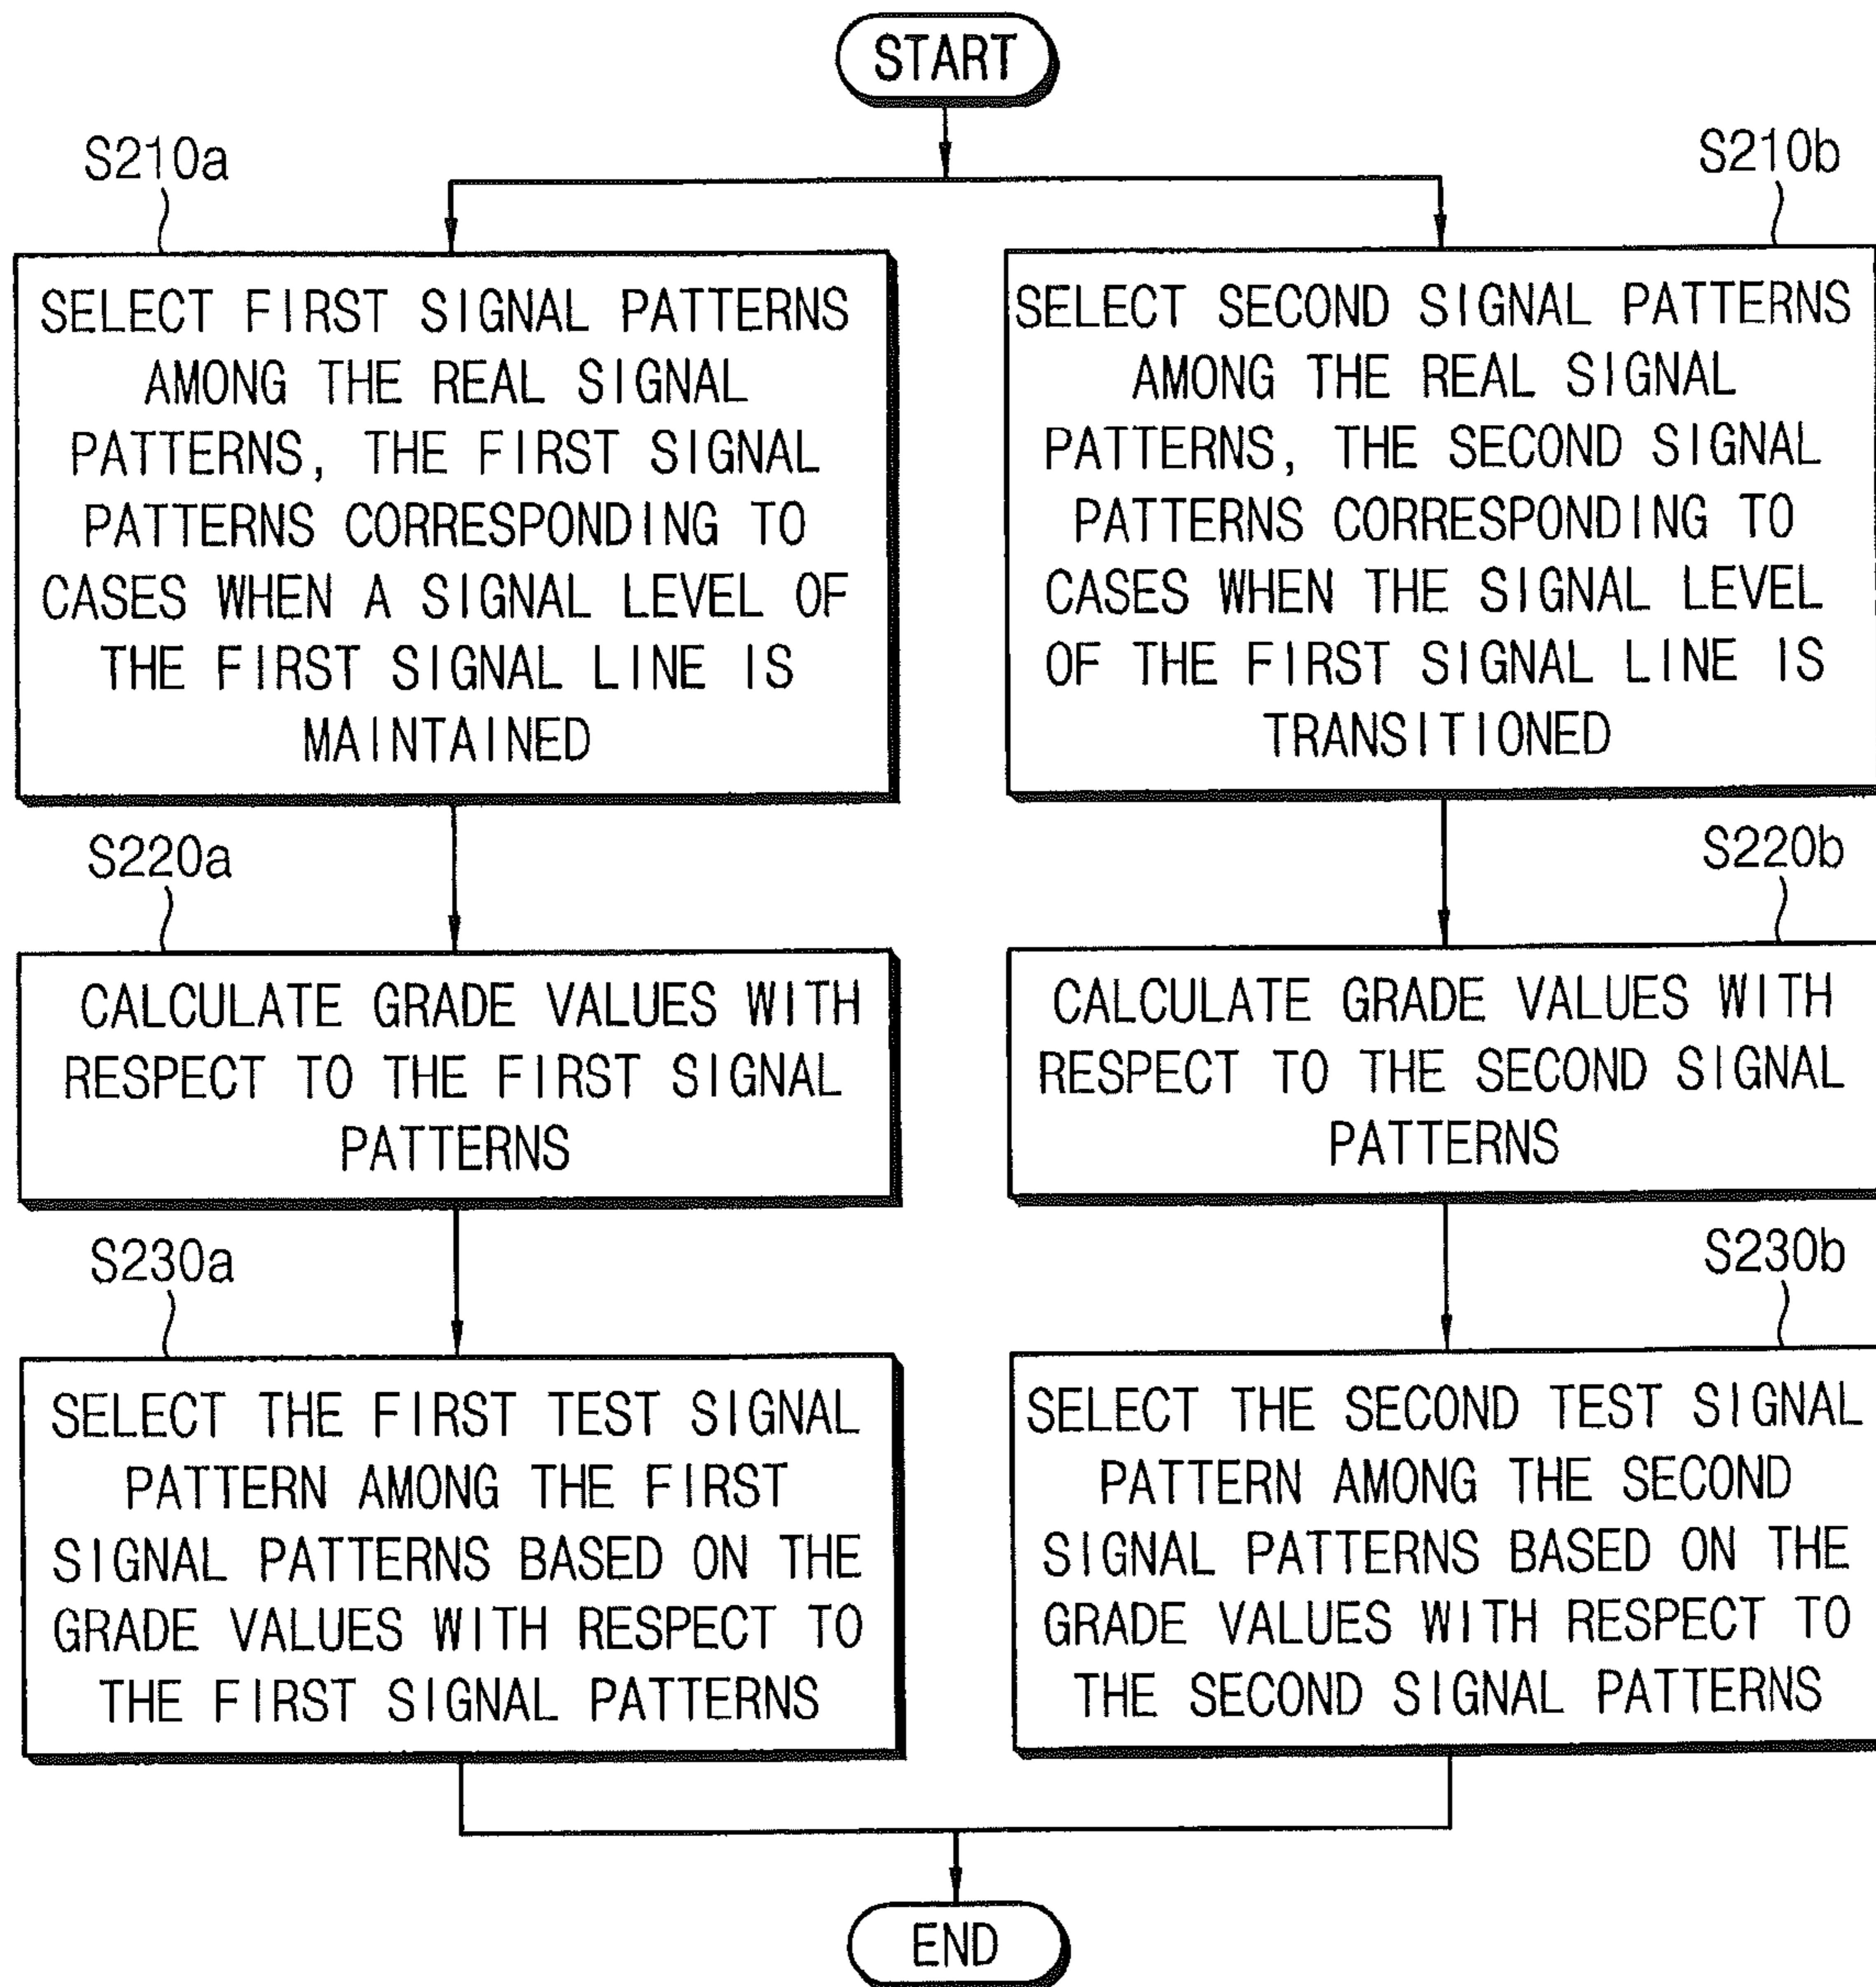 START
S210a
SELECT FIRST SIGNAL PATTERNS
AMONG THE REAL SIGNAL
PATTERNS, THE FIRST SIGNAL
PATTERNS CORRESPONDING TO
CASES WHEN A SIGNAL LEVEL OF
THE FIRST SIGNAL LINE IS
MAINTAINED
S210b
SELECT SECOND SIGNAL PATTERNS
AMONG THE REAL SIGNAL
PATTERNS, THE SECOND SIGNAL
PATTERNS CORRESPONDING TO
CASES WHEN THE SIGNAL LEVEL
OF THE FIRST SIGNAL LINE IS
TRANSITIONED
S220a
CALCULATE GRADE VALUES WITH
RESPECT TO THE FIRST SIGNAL
PATTERNS
S220b
CALCULATE GRADE VALUES WITH
RESPECT TO THE SECOND SIGNAL
PATTERNS
S230a
SELECT THE FIRST TEST SIGNAL
PATTERN AMONG THE FIRST
SIGNAL PATTERNS BASED ON THE
GRADE VALUES WITH RESPECT TO
THE FIRST SIGNAL PATTERNS
S230b
SELECT THE SECOND TEST SIGNAL
PATTERN AMONG THE SECOND
SIGNAL PATTERNS BASED ON THE
GRADE VALUES WITH RESPECT TO
THE SECOND SIGNAL PATTERNS
END